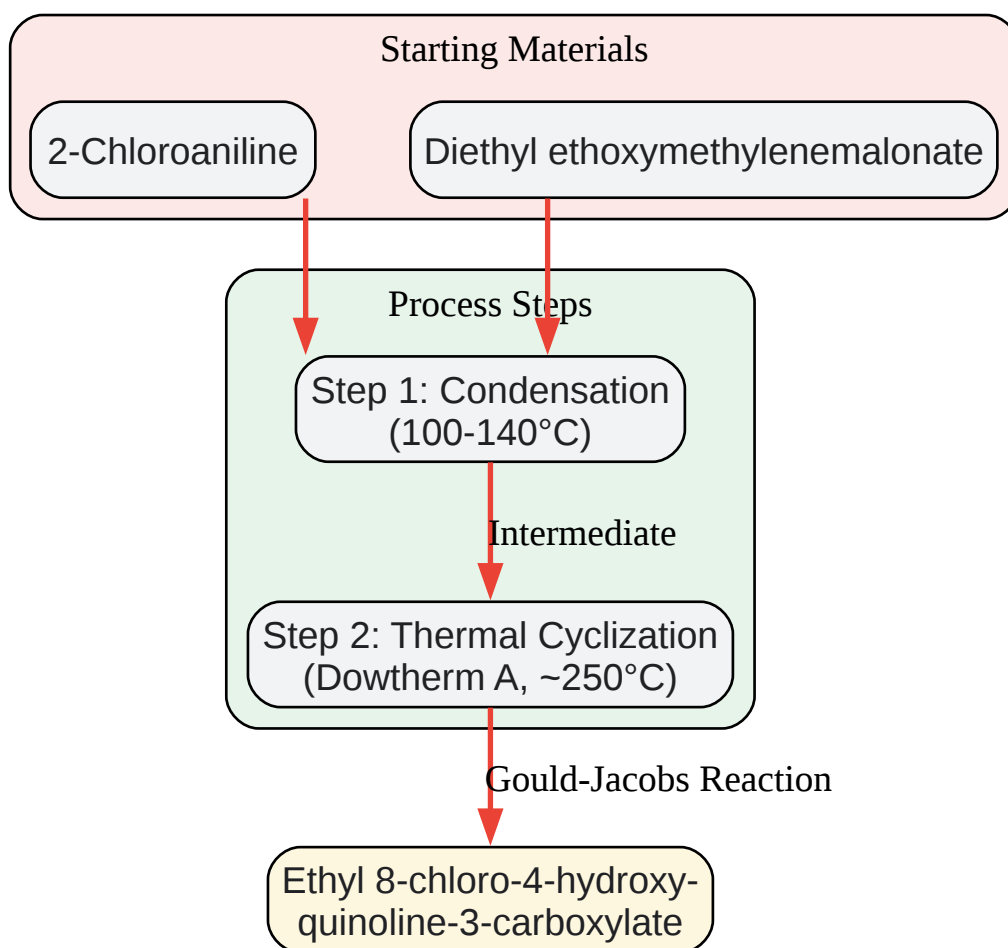 Starting Materials
2-Chloroaniline
Diethyl ethoxymethylenemalonate
Process Steps
Step 1: Condensation
(100-140°C)
Intermediate
Step 2: Thermal Cyclization
(Dowtherm A, ~250°C)
Gould-Jacobs Reaction
Ethyl 8-chloro-4-hydroxy-
quinoline-3-carboxylate